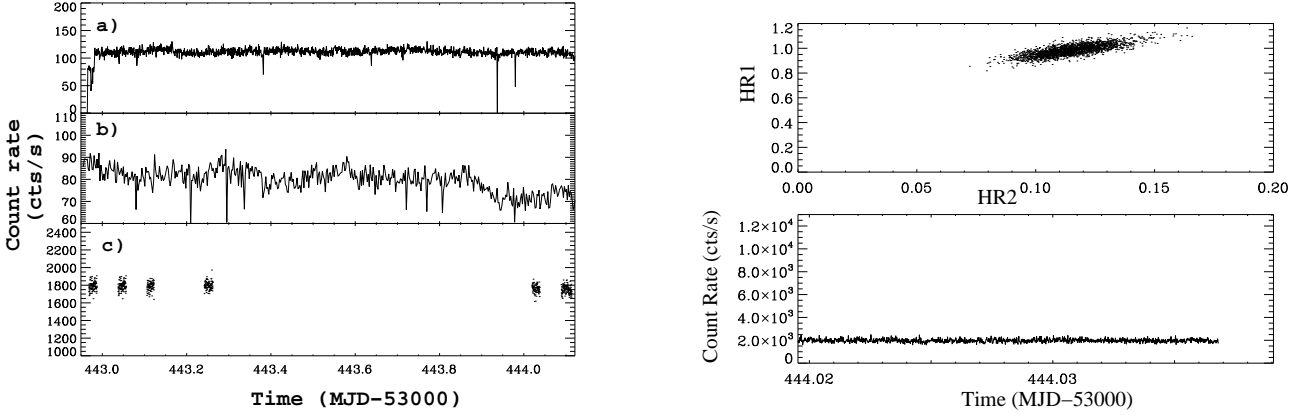 a)
200
150
100
50
0
b)
110
100
90
80
70
60
c)
2400
2200
2000
1800
1600
1400
1200
1000
Count rate
(cts/s)
443.0 443.2 443.4 443.6 443.8 444.0
Time (MJD-53000)
1.2
1.0
0.8
0.6
0.4
0.2
0.0
HR1
0.00 0.05 0.10 0.15 0.20
HR2
1.2×10⁴
1.0×10⁴
8.0×10³
6.0×10³
4.0×10³
2.0×10³
0
Count Rate (cts/s)
444.02 444.03
Time (MJD−53000)